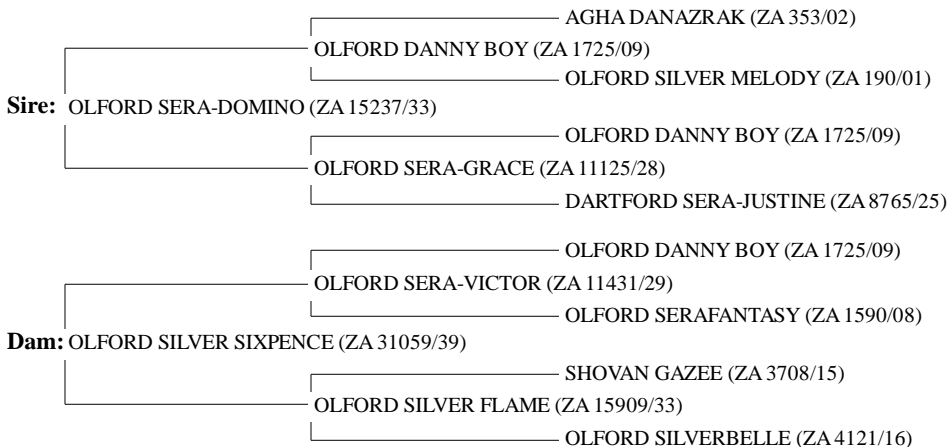 AGHA DANAZRAK (ZA 353/02)
OLFORD DANNY BOY (ZA 1725/09)
OLFORD SILVER MELODY (ZA 190/01)
Sire: OLFORD SERA-DOMINO (ZA 15237/33)
OLFORD DANNY BOY (ZA 1725/09)
OLFORD SERA-GRACE (ZA 11125/28)
DARTFORD SERA-JUSTINE (ZA 8765/25)
OLFORD DANNY BOY (ZA 1725/09)
OLFORD SERA-VICTOR (ZA 11431/29)
OLFORD SERAFANTASY (ZA 1590/08)
Dam: OLFORD SILVER SIXPENCE (ZA 31059/39)
SHOVAN GAZEE (ZA 3708/15)
OLFORD SILVER FLAME (ZA 15909/33)
OLFORD SILVERBELLE (ZA 4121/16)